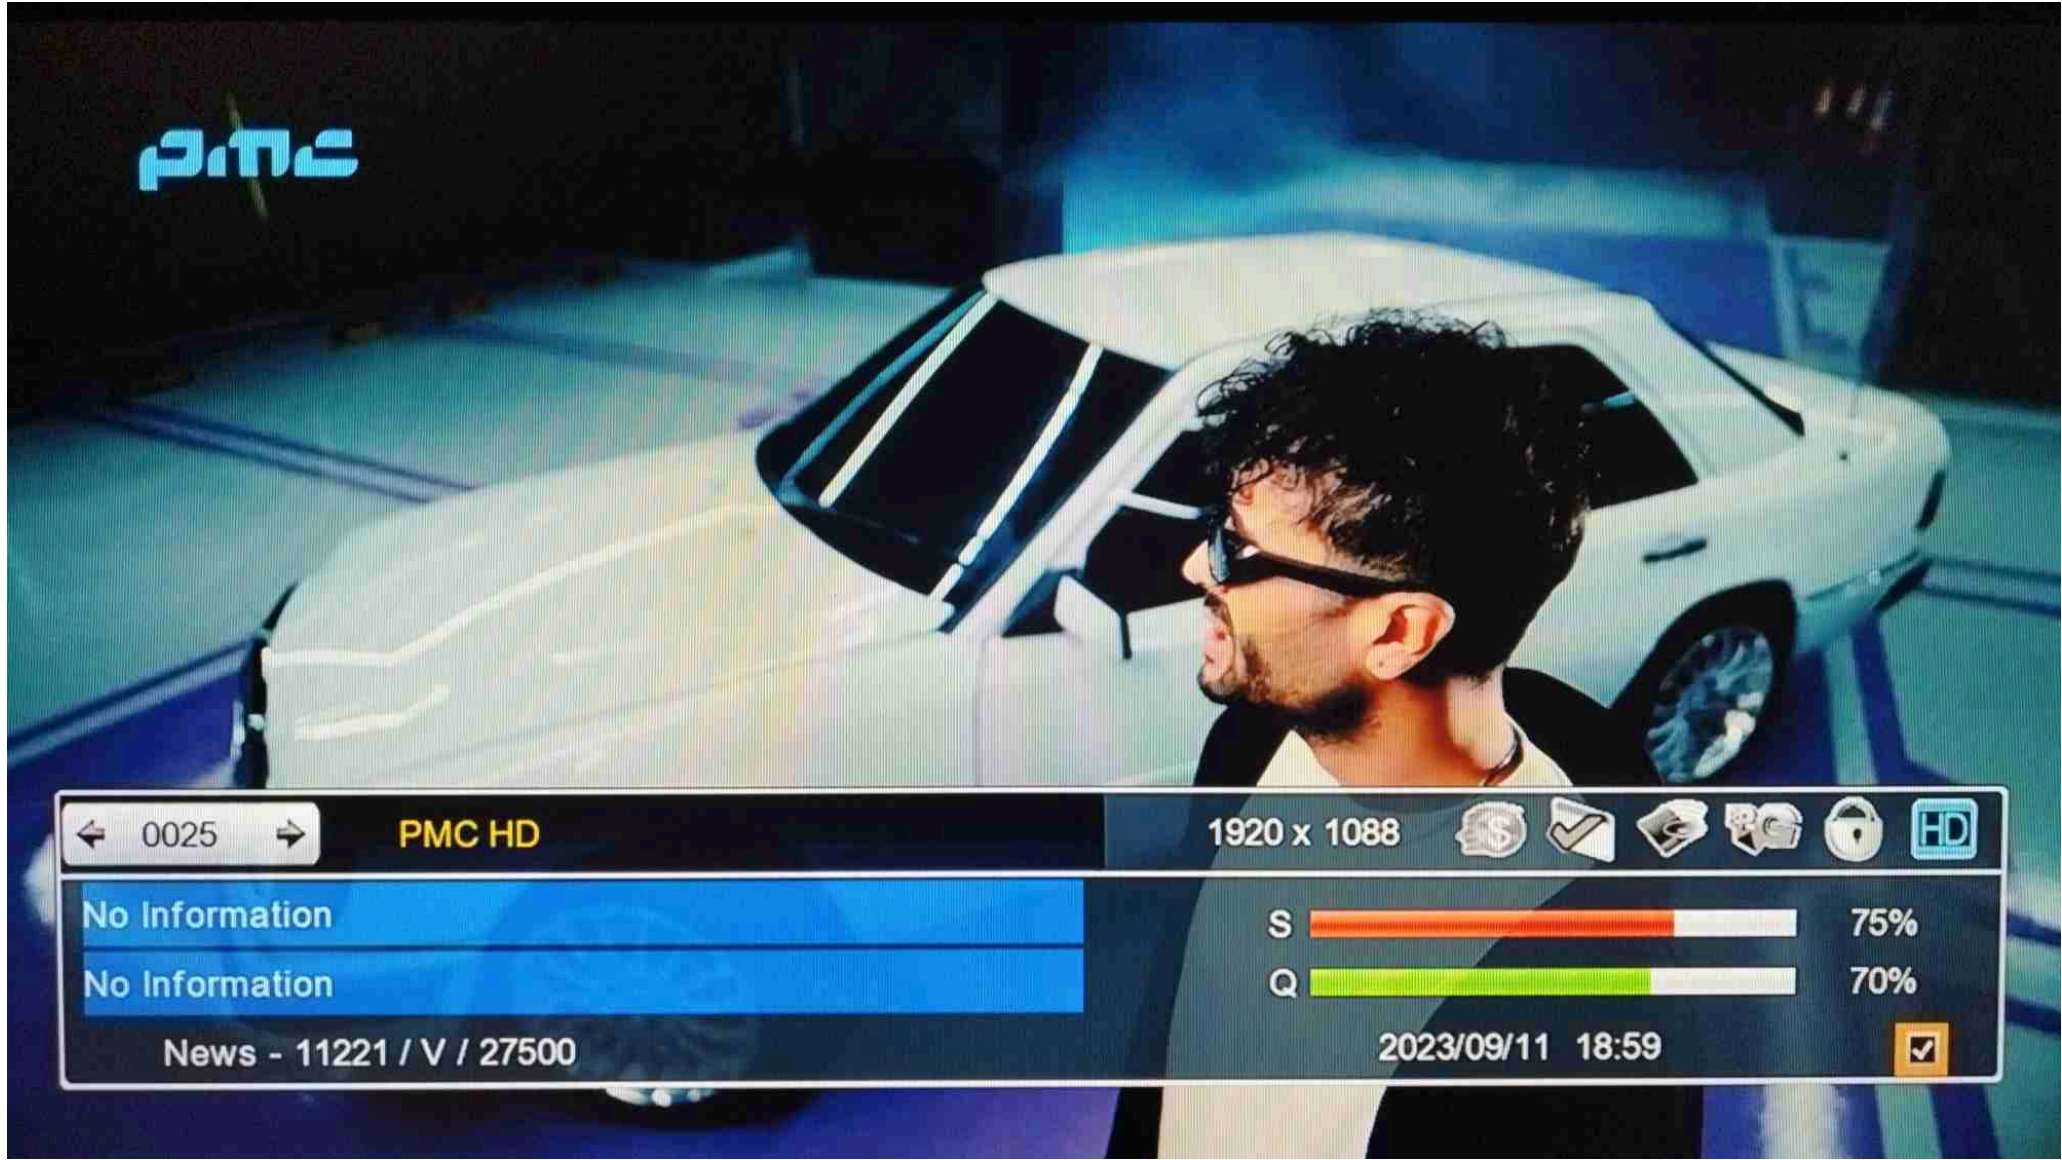 pmc
0025
PMC HD
1920 x 1088
HD
No Information
No Information
S 75%
Q 70%
News - 11221 / V / 27500
2023/09/11 18:59